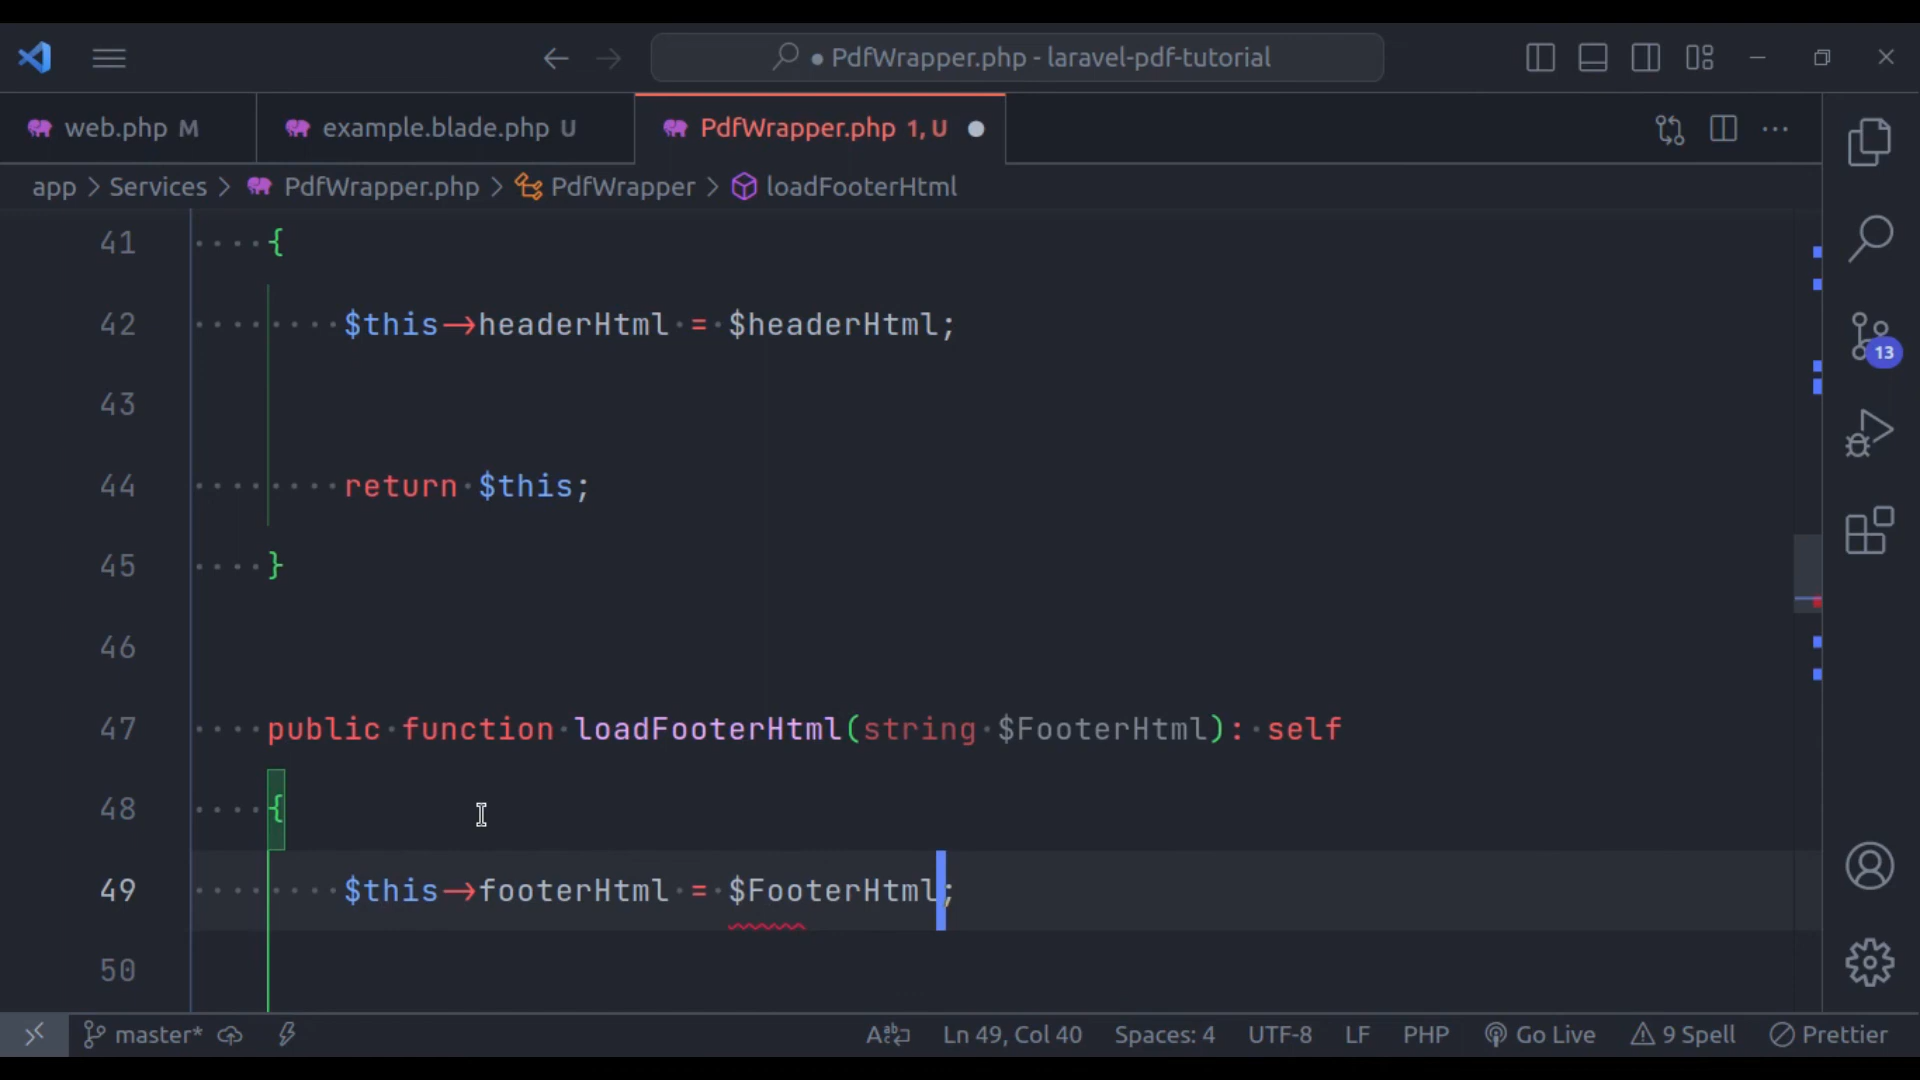 PdfWrapper.php - laravel-pdf-tutorial
web.php M
example.blade.php U
PdfWrapper.php 1, U
app > Services > PdfWrapper.php > PdfWrapper > loadFooterHtml
41 {
42 $this->headerHtml = $headerHtml;
43
44 return $this;
45 }
46
47 public function loadFooterHtml(string $FooterHtml): self
48 {
49 $this->footerHtml = $FooterHtml;
50
13
master*
Ln 49, Col 40
Spaces: 4
UTF-8
LF
PHP
Go Live
9 Spell
Prettier